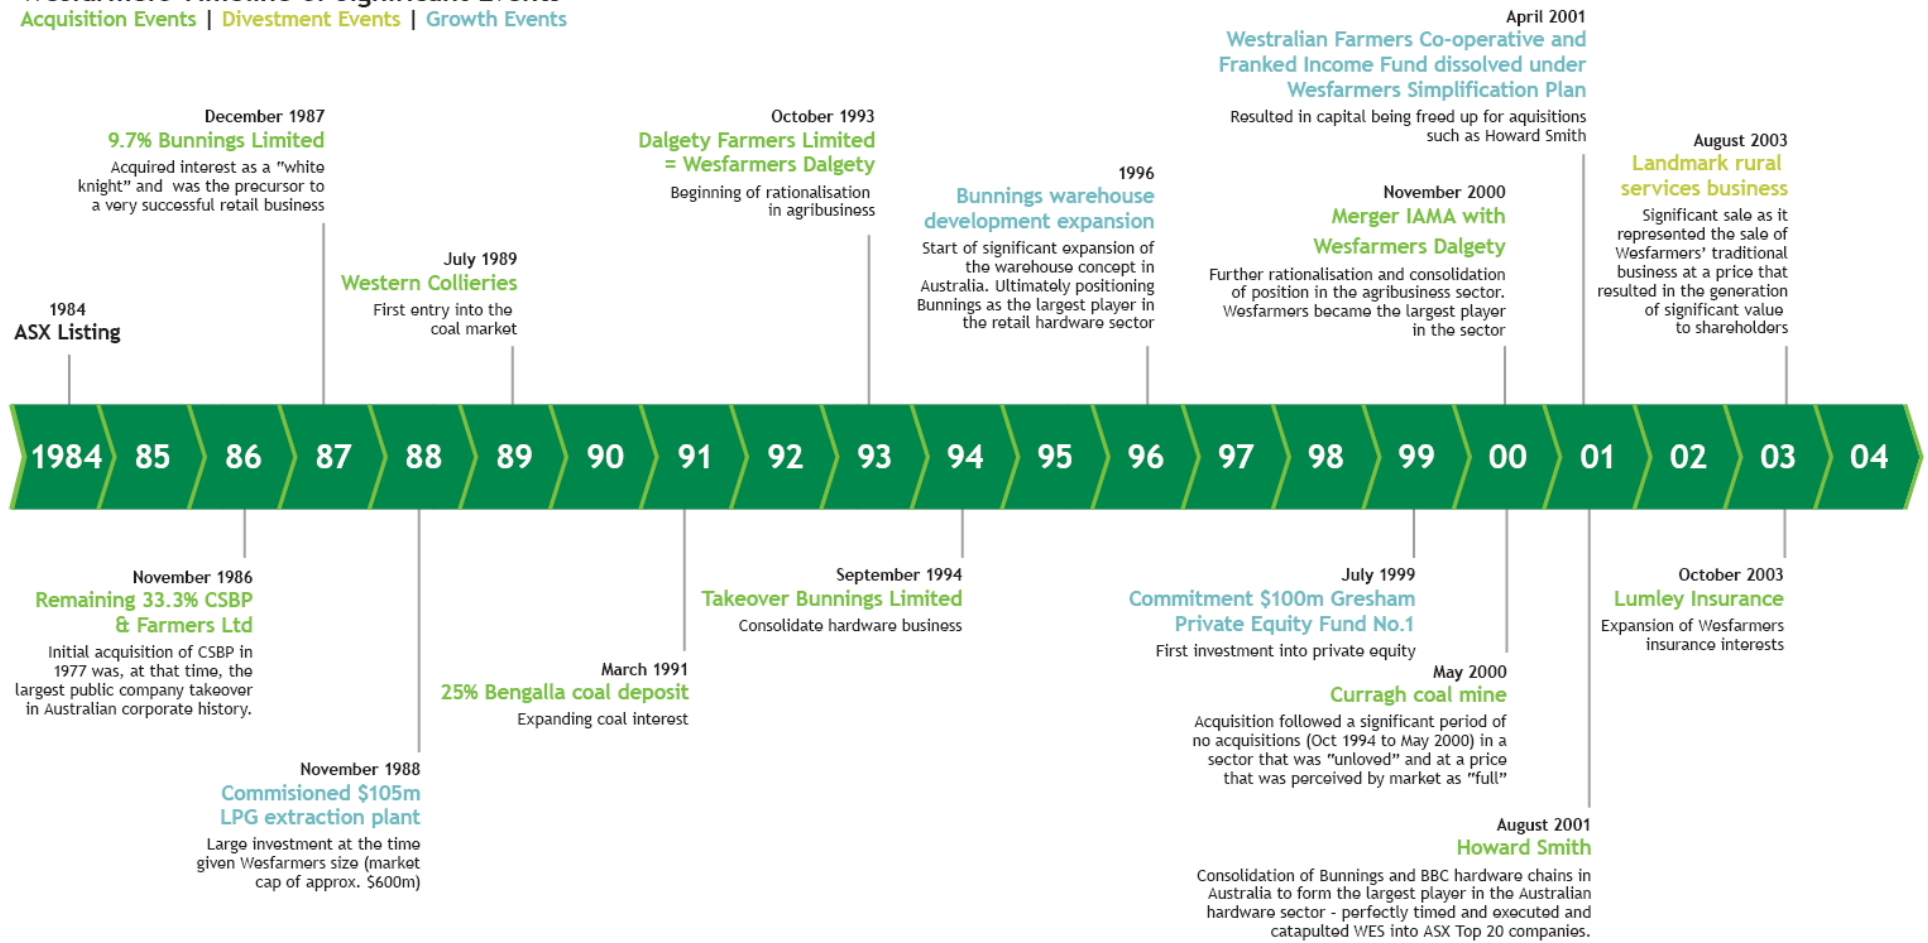 Wesfarmers Timeline of Significant Events
Acquisition Events | Divestment Events | Growth Events
April 2001
Westralian Farmers Co-operative and
Franked Income Fund dissolved under
Wesfarmers Simplification Plan
Resulted in capital being freed up for aquisitions
such as Howard Smith
December 1987
9.7% Bunnings Limited
Acquired interest as a “white
knight” and was the precursor to
a very successful retail business
October 1993
Dalgety Farmers Limited
= Wesfarmers Dalgety
Beginning of rationalisation
in agribusiness
August 2003
Landmark rural
services business
Significant sale as it
represented the sale of
Wesfarmers’ traditional
business at a price that
resulted in the generation
of significant value
to shareholders
1996
Bunnings warehouse
development expansion
Start of significant expansion of
the warehouse concept in
Australia. Ultimately positioning
Bunnings as the largest player in
the retail hardware sector
November 2000
Merger IAMA with
Wesfarmers Dalgety
Further rationalisation and consolidation
of position in the agribusiness sector.
Wesfarmers became the largest player
in the sector
July 1989
Western Collieries
First entry into the
coal market
1984
ASX Listing
1984 85 86 87 88 89 90 91 92 93 94 95 96 97 98 99 00 01 02 03 04
November 1986
Remaining 33.3% CSBP
& Farmers Ltd
Initial acquisition of CSBP in
1977 was, at that time, the
largest public company takeover
in Australian corporate history.
September 1994
Takeover Bunnings Limited
Consolidate hardware business
July 1999
Commitment $100m Gresham
Private Equity Fund No.1
First investment into private equity
October 2003
Lumley Insurance
Expansion of Wesfarmers
insurance interests
March 1991
25% Bengalla coal deposit
Expanding coal interest
May 2000
Curragh coal mine
Acquisition followed a significant period of
no acquisitions (Oct 1994 to May 2000) in a
sector that was “unloved” and at a price
that was perceived by market as “full”
November 1988
Commisioned $105m
LPG extraction plant
Large investment at the time
given Wesfarmers size (market
cap of approx. $600m)
August 2001
Howard Smith
Consolidation of Bunnings and BBC hardware chains in
Australia to form the largest player in the Australian
hardware sector - perfectly timed and executed and
catapulted WES into ASX Top 20 companies.